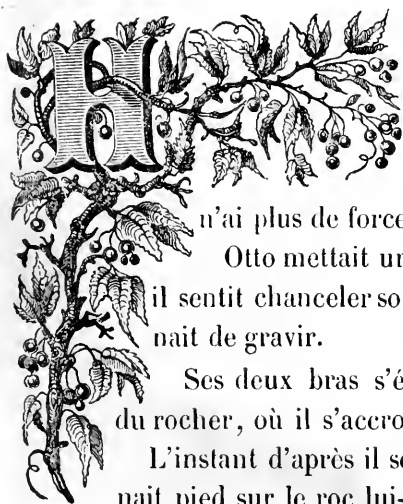 H
n'ai plus de force
Otto mettait un
il sentit chanceler so
nait de gravir.
Ses deux bras s'é
du rocher, où il s'accro
L'instant d'après il se
nait pied sur le roc lui-